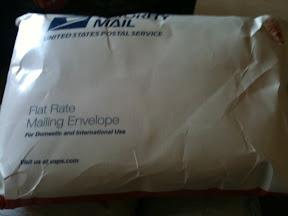 MAIL
UNITED STATES POSTAL SERVICE
Flat Rate
Mailing Envelope
For Domestic and International Use
Visit us at usps.com